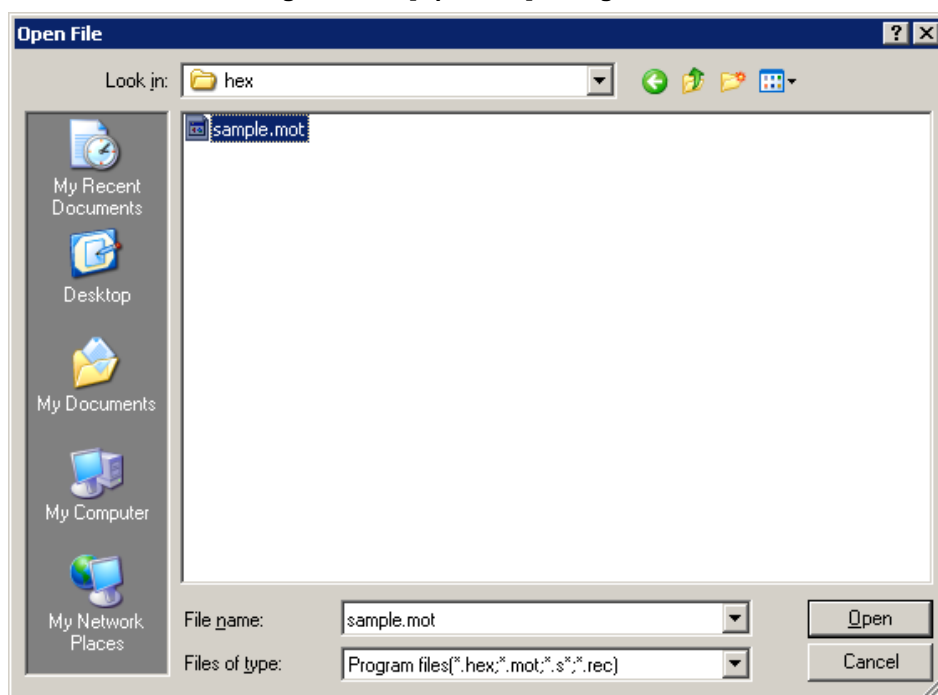 Open File
Look in: hex
sample.mot
My Recent
Documents
Desktop
My Documents
My Computer
My Network
Places
File name: sample.mot Open
Files of type: Program files(*.hex;*.mot;*.s*;*.rec) Cancel